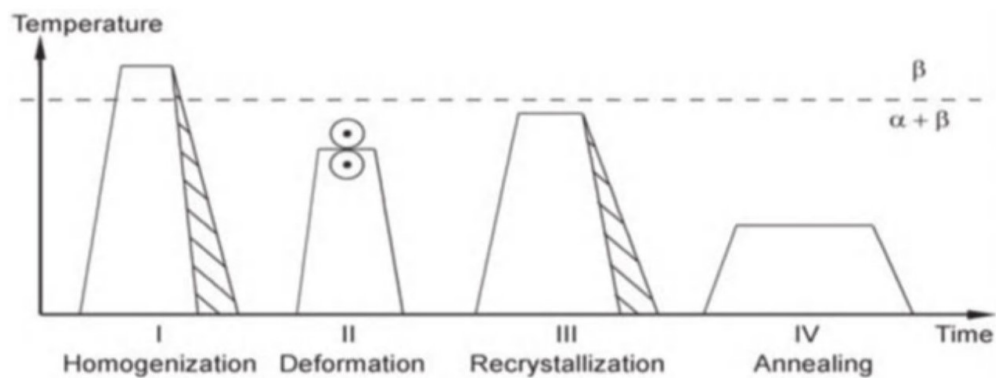 Temperature
β
α + β
I II III IV Time
Homogenization Deformation Recrystallization Annealing